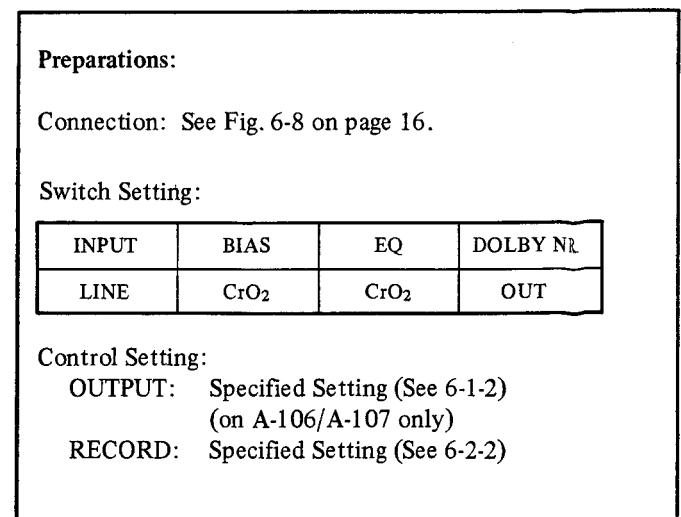 Preparations:
Connection: See Fig. 6-8 on page 16.
Switch Setting:
INPUT BIAS EQ DOLBY NR
LINE CrO₂ CrO₂ OUT
Control Setting:
OUTPUT: Specified Setting (See 6-1-2)
(on A-106/A-107 only)
RECORD: Specified Setting (See 6-2-2)